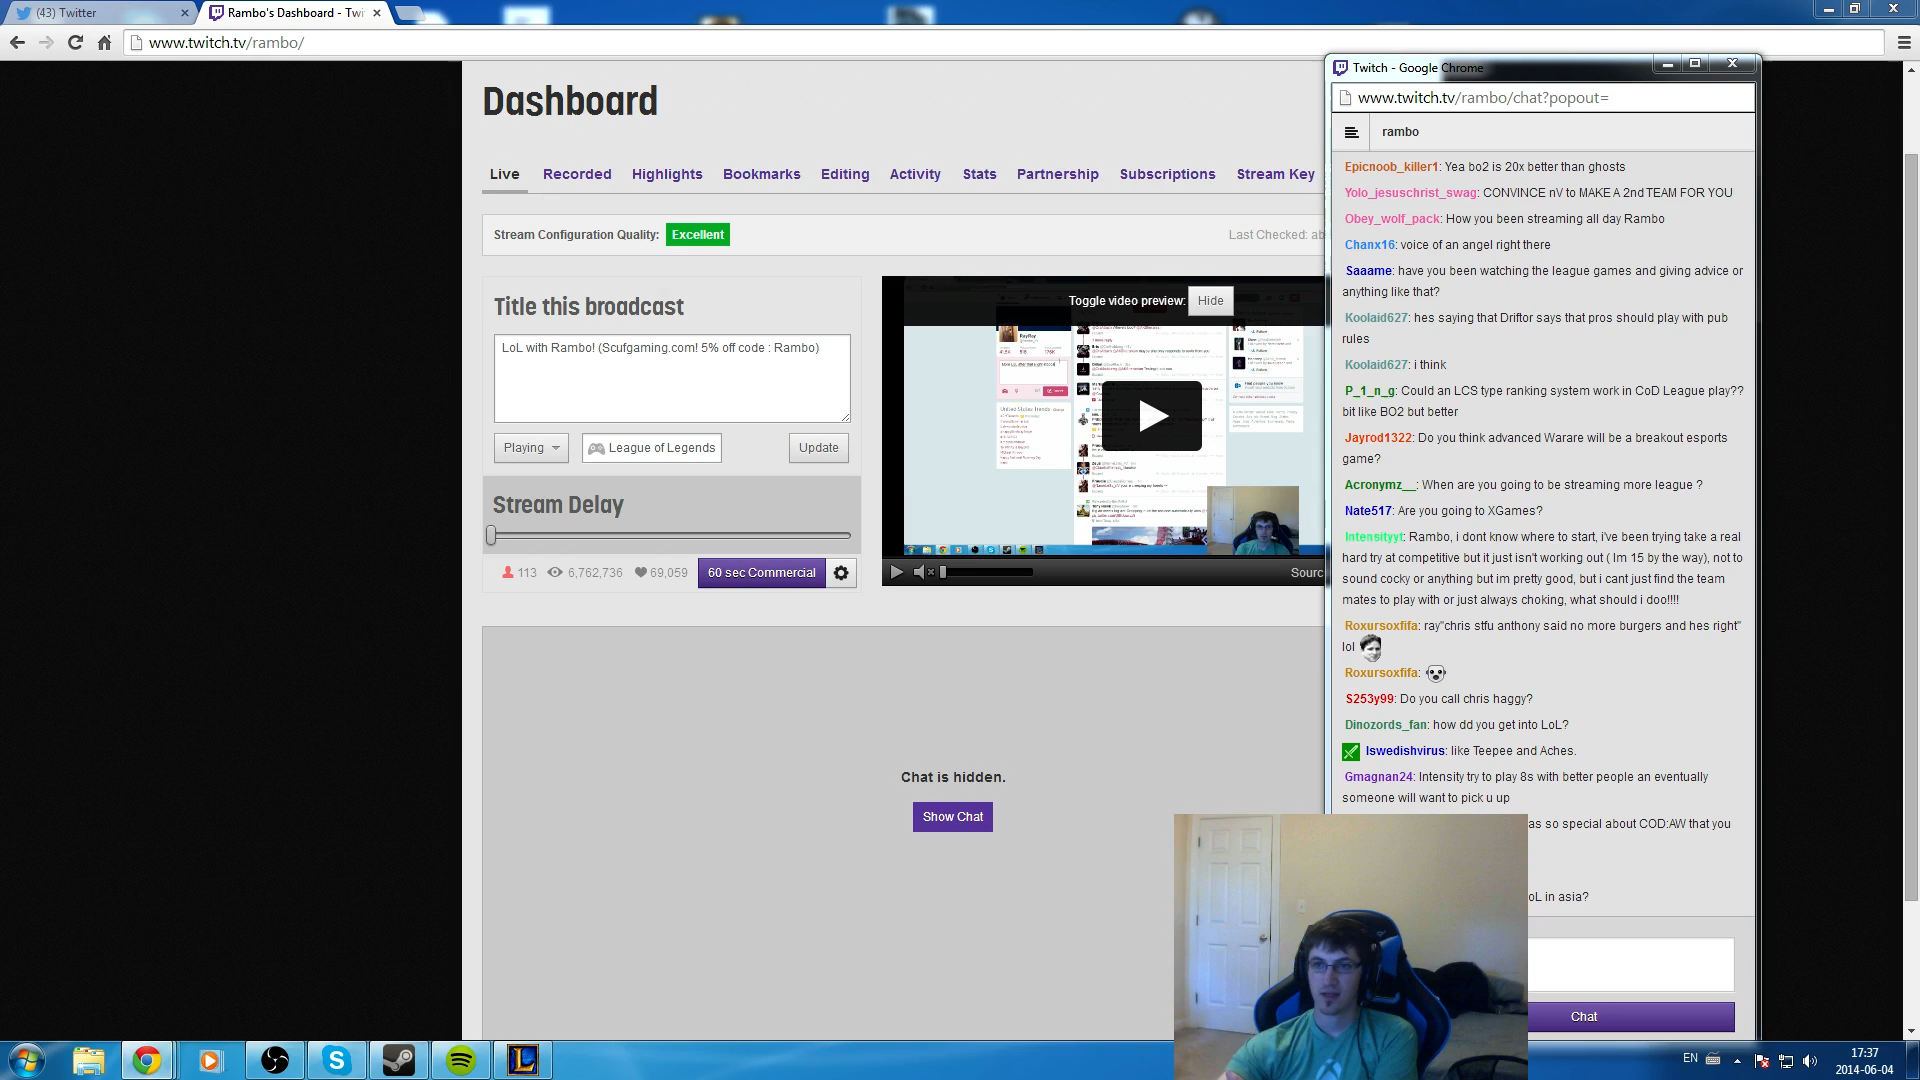 (43) Twitter
Rambo's Dashboard - Twi
www.twitch.tv/rambo/
Dashboard
Live Recorded Highlights Bookmarks Editing Activity Stats Partnership Subscriptions Stream Key
Stream Configuration Quality: Excellent
Last Checked: ab
Title this broadcast
LoL with Rambo! (Scufgaming.com! 5% off code : Rambo)
Playing
League of Legends
Update
Stream Delay
113 6,762,736 69,059
60 sec Commercial
Toggle video preview: Hide
Sourc
Chat is hidden.
Show Chat
Twitch - Google Chrome
www.twitch.tv/rambo/chat?popout=
rambo
Epicnoob_killer1: Yea bo2 is 20x better than ghosts
Yolo_jesuschrist_swag: CONVINCE nV to MAKE A 2nd TEAM FOR YOU
Obey_wolf_pack: How you been streaming all day Rambo
Chanx16: voice of an angel right there
Saaame: have you been watching the league games and giving advice or
anything like that?
Koolaid627: hes saying that Driftor says that pros should play with pub
rules
Koolaid627: i think
P_1_n_g: Could an LCS type ranking system work in CoD League play??
bit like BO2 but better
Jayrod1322: Do you think advanced Warare will be a breakout esports
game?
Acronymz__: When are you going to be streaming more league ?
Nate517: Are you going to XGames?
Intensityyt: Rambo, i dont know where to start, i've been trying take a real
hard try at competitive but it just isn't working out ( Im 15 by the way), not to
sound cocky or anything but im pretty good, but i cant just find the team
mates to play with or just always choking, what should i doo!!!!
Roxursoxfifa: ray"chris stfu anthony said no more burgers and hes right"
lol
Roxursoxfifa:
S253y99: Do you call chris haggy?
Dinozords_fan: how dd you get into LoL?
Iswedishvirus: like Teepee and Aches.
Gmagnan24: Intensity try to play 8s with better people an eventually
someone will want to pick u up
as so special about COD:AW that you
oL in asia?
Chat
EN
17:37
2014-06-04